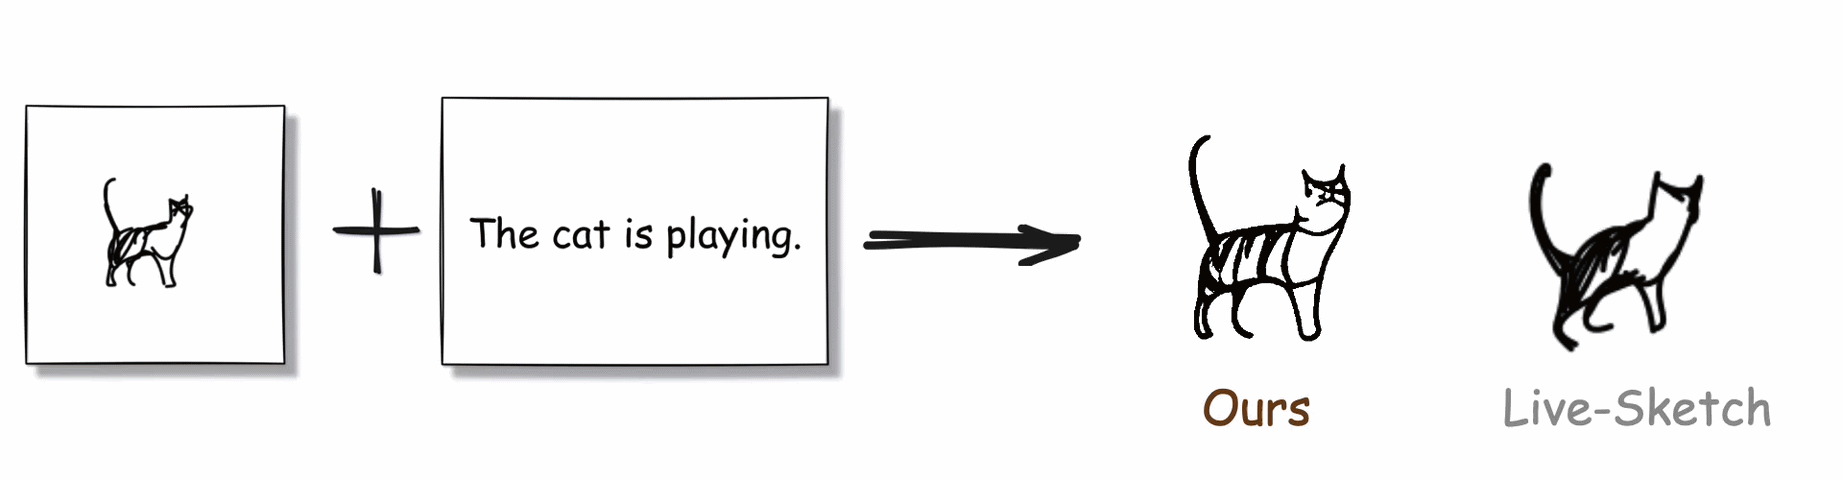 The cat is playing.
Ours
Live-Sketch